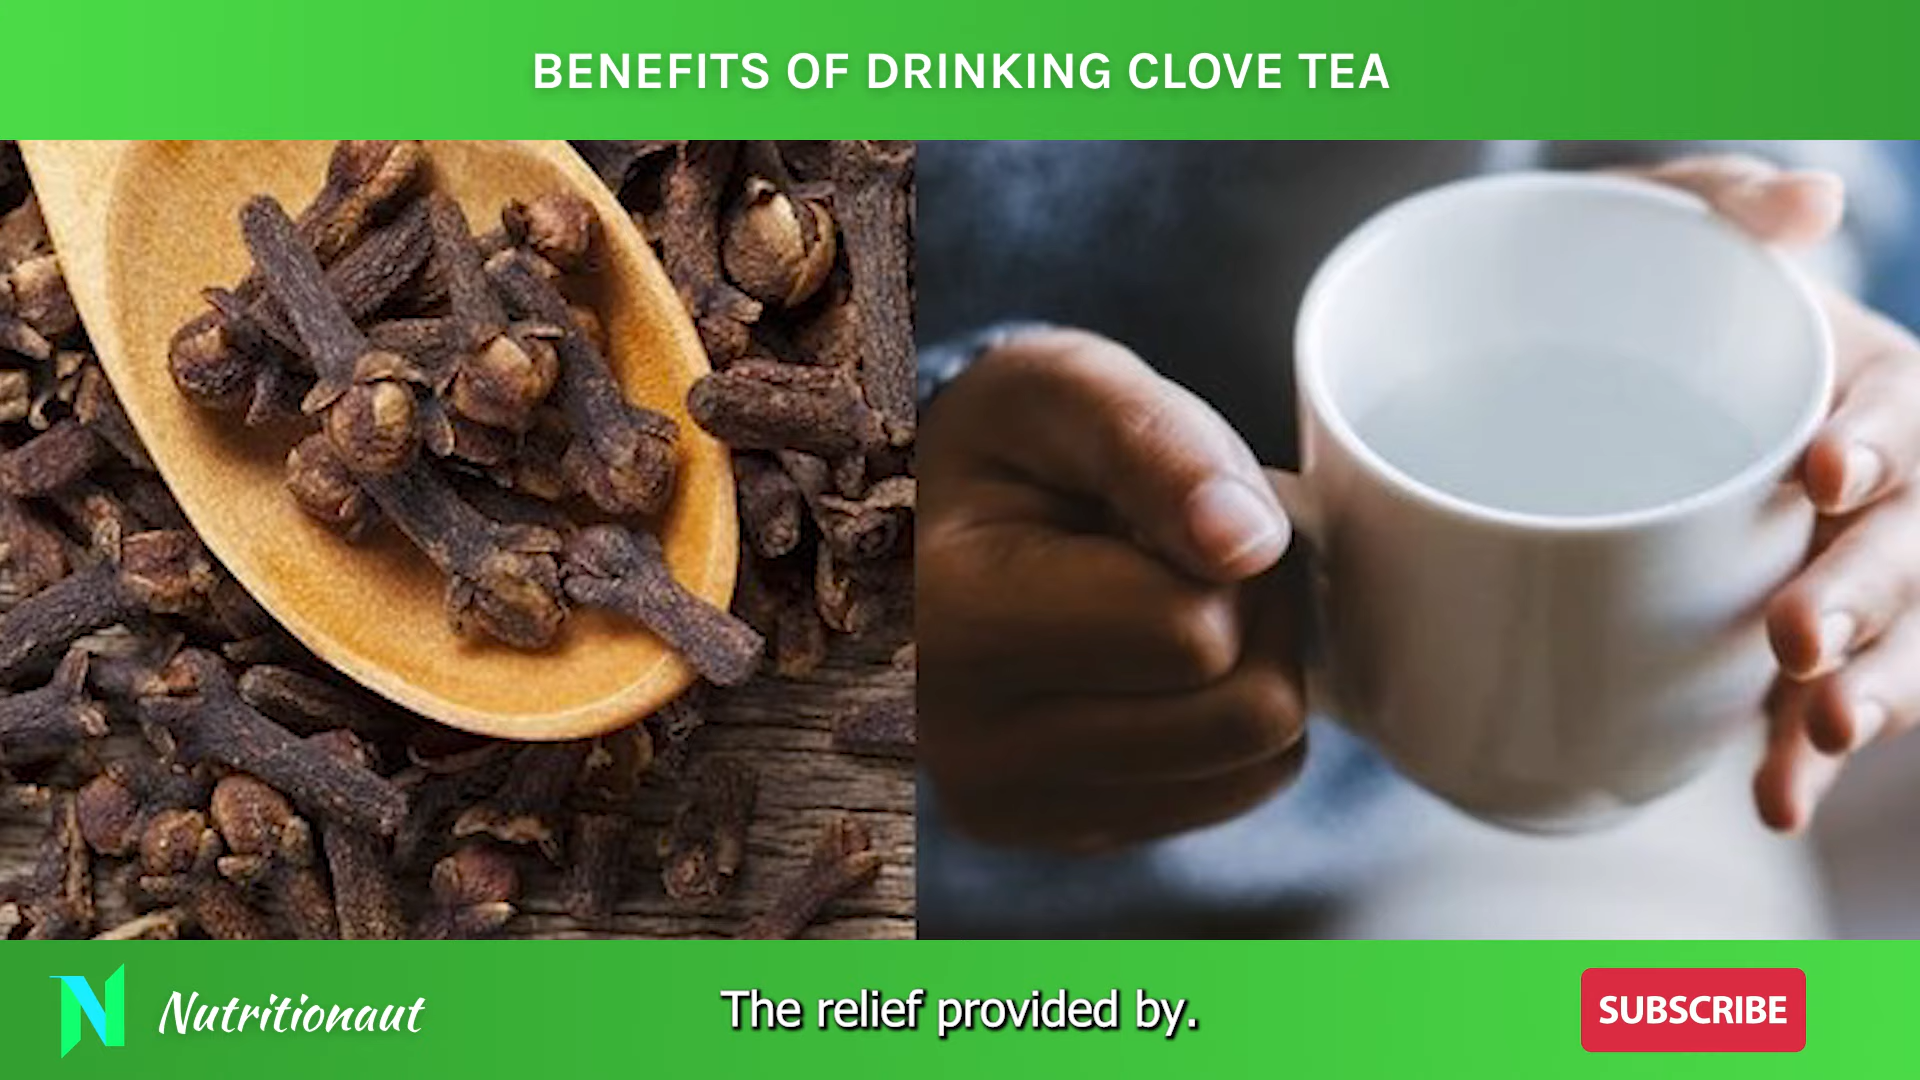 BENEFITS OF DRINKING CLOVE TEA
Nutritionaut
The relief provided by.
SUBSCRIBE